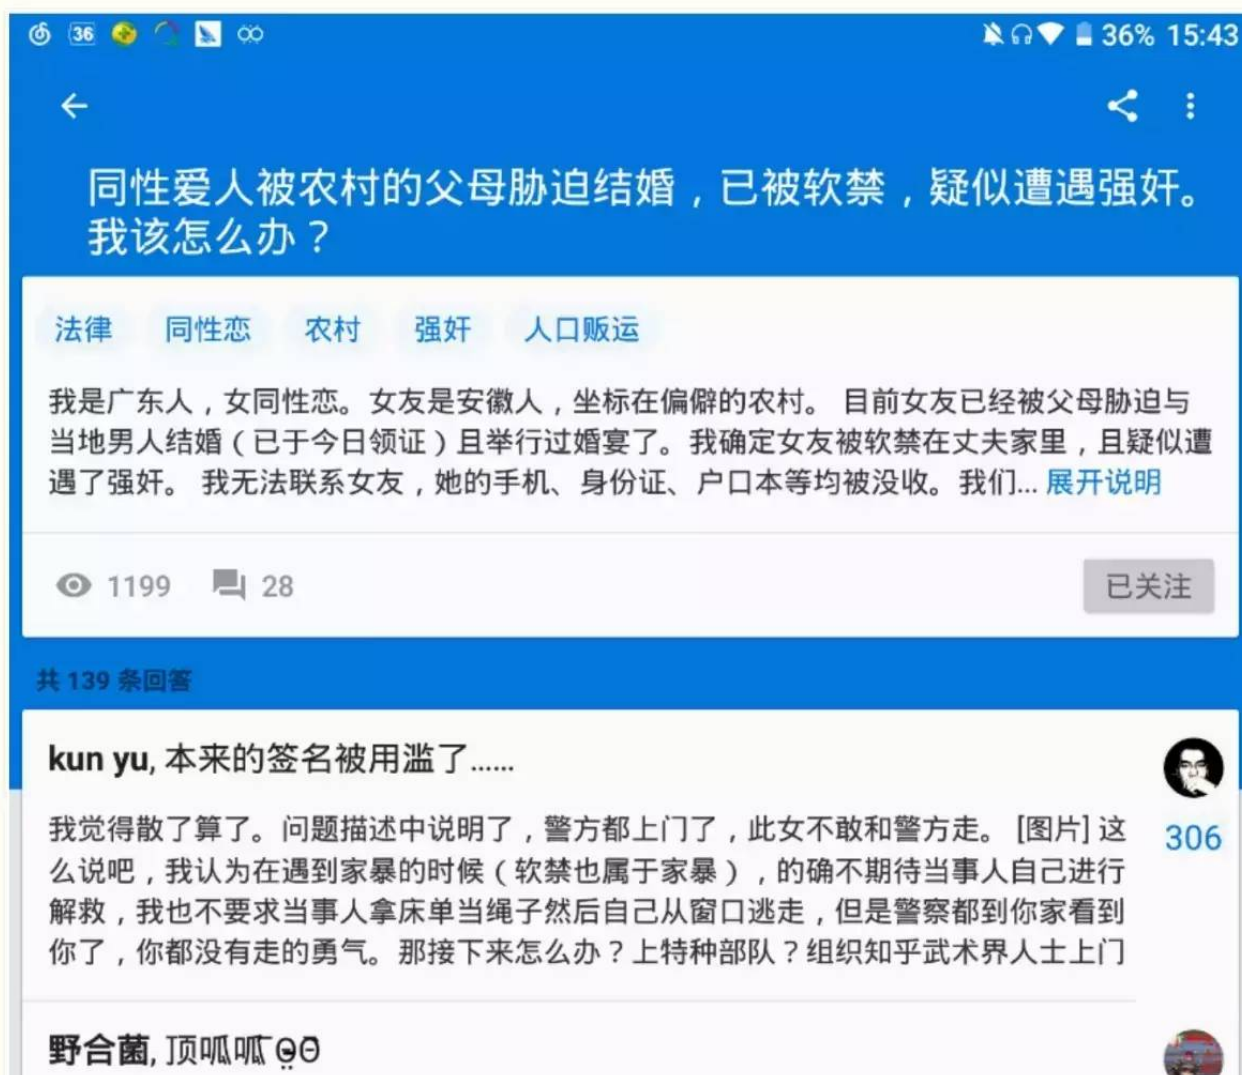 36
36% 15:43
同性爱人被农村的父母胁迫结婚，已被软禁，疑似遭遇强奸。
我该怎么办？
法律 同性恋 农村 强奸 人口贩运
我是广东人，女同性恋。女友是安徽人，坐标在偏僻的农村。 目前女友已经被父母胁迫与
当地男人结婚（已于今日领证）且举行过婚宴了。我确定女友被软禁在丈夫家里，且疑似遭
遇了强奸。 我无法联系女友，她的手机、身份证、户口本等均被没收。我们... 展开说明
1199 28 已关注
共 139 条回答
kun yu, 本来的签名被用滥了......
306
我觉得散了算了。问题描述中说明了，警方都上门了，此女不敢和警方走。 [图片] 这
么说吧，我认为在遇到家暴的时候（软禁也属于家暴），的确不期待当事人自己进行
解救，我也不要求当事人拿床单当绳子然后自己从窗口逃走，但是警察都到你家看到
你了，你都没有走的勇气。那接下来怎么办？上特种部队？组织知乎武术界人士上门
野合菌, 顶呱呱